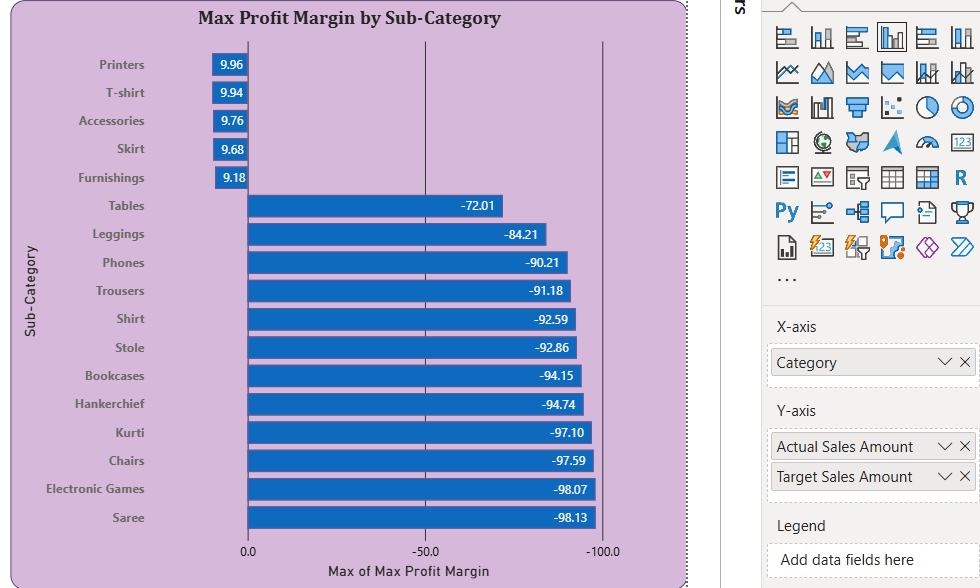 Max Profit Margin by Sub-Category
Printers 9.96
T-shirt 9.94
Accessories 9.76
Skirt 9.68
Furnishings 9.18
Tables -72.01
Leggings -84.21
Phones -90.21
Trousers -91.18
Shirt -92.59
Stole -92.86
Bookcases -94.15
Hankerchief -94.74
Kurti -97.10
Chairs -97.59
Electronic Games -98.07
Saree -98.13
Sub-Category
0.0 -50.0 -100.0
Max of Max Profit Margin
rs
123
R
Py
123
...
X-axis
Category
Y-axis
Actual Sales Amount
Target Sales Amount
Legend
Add data fields here